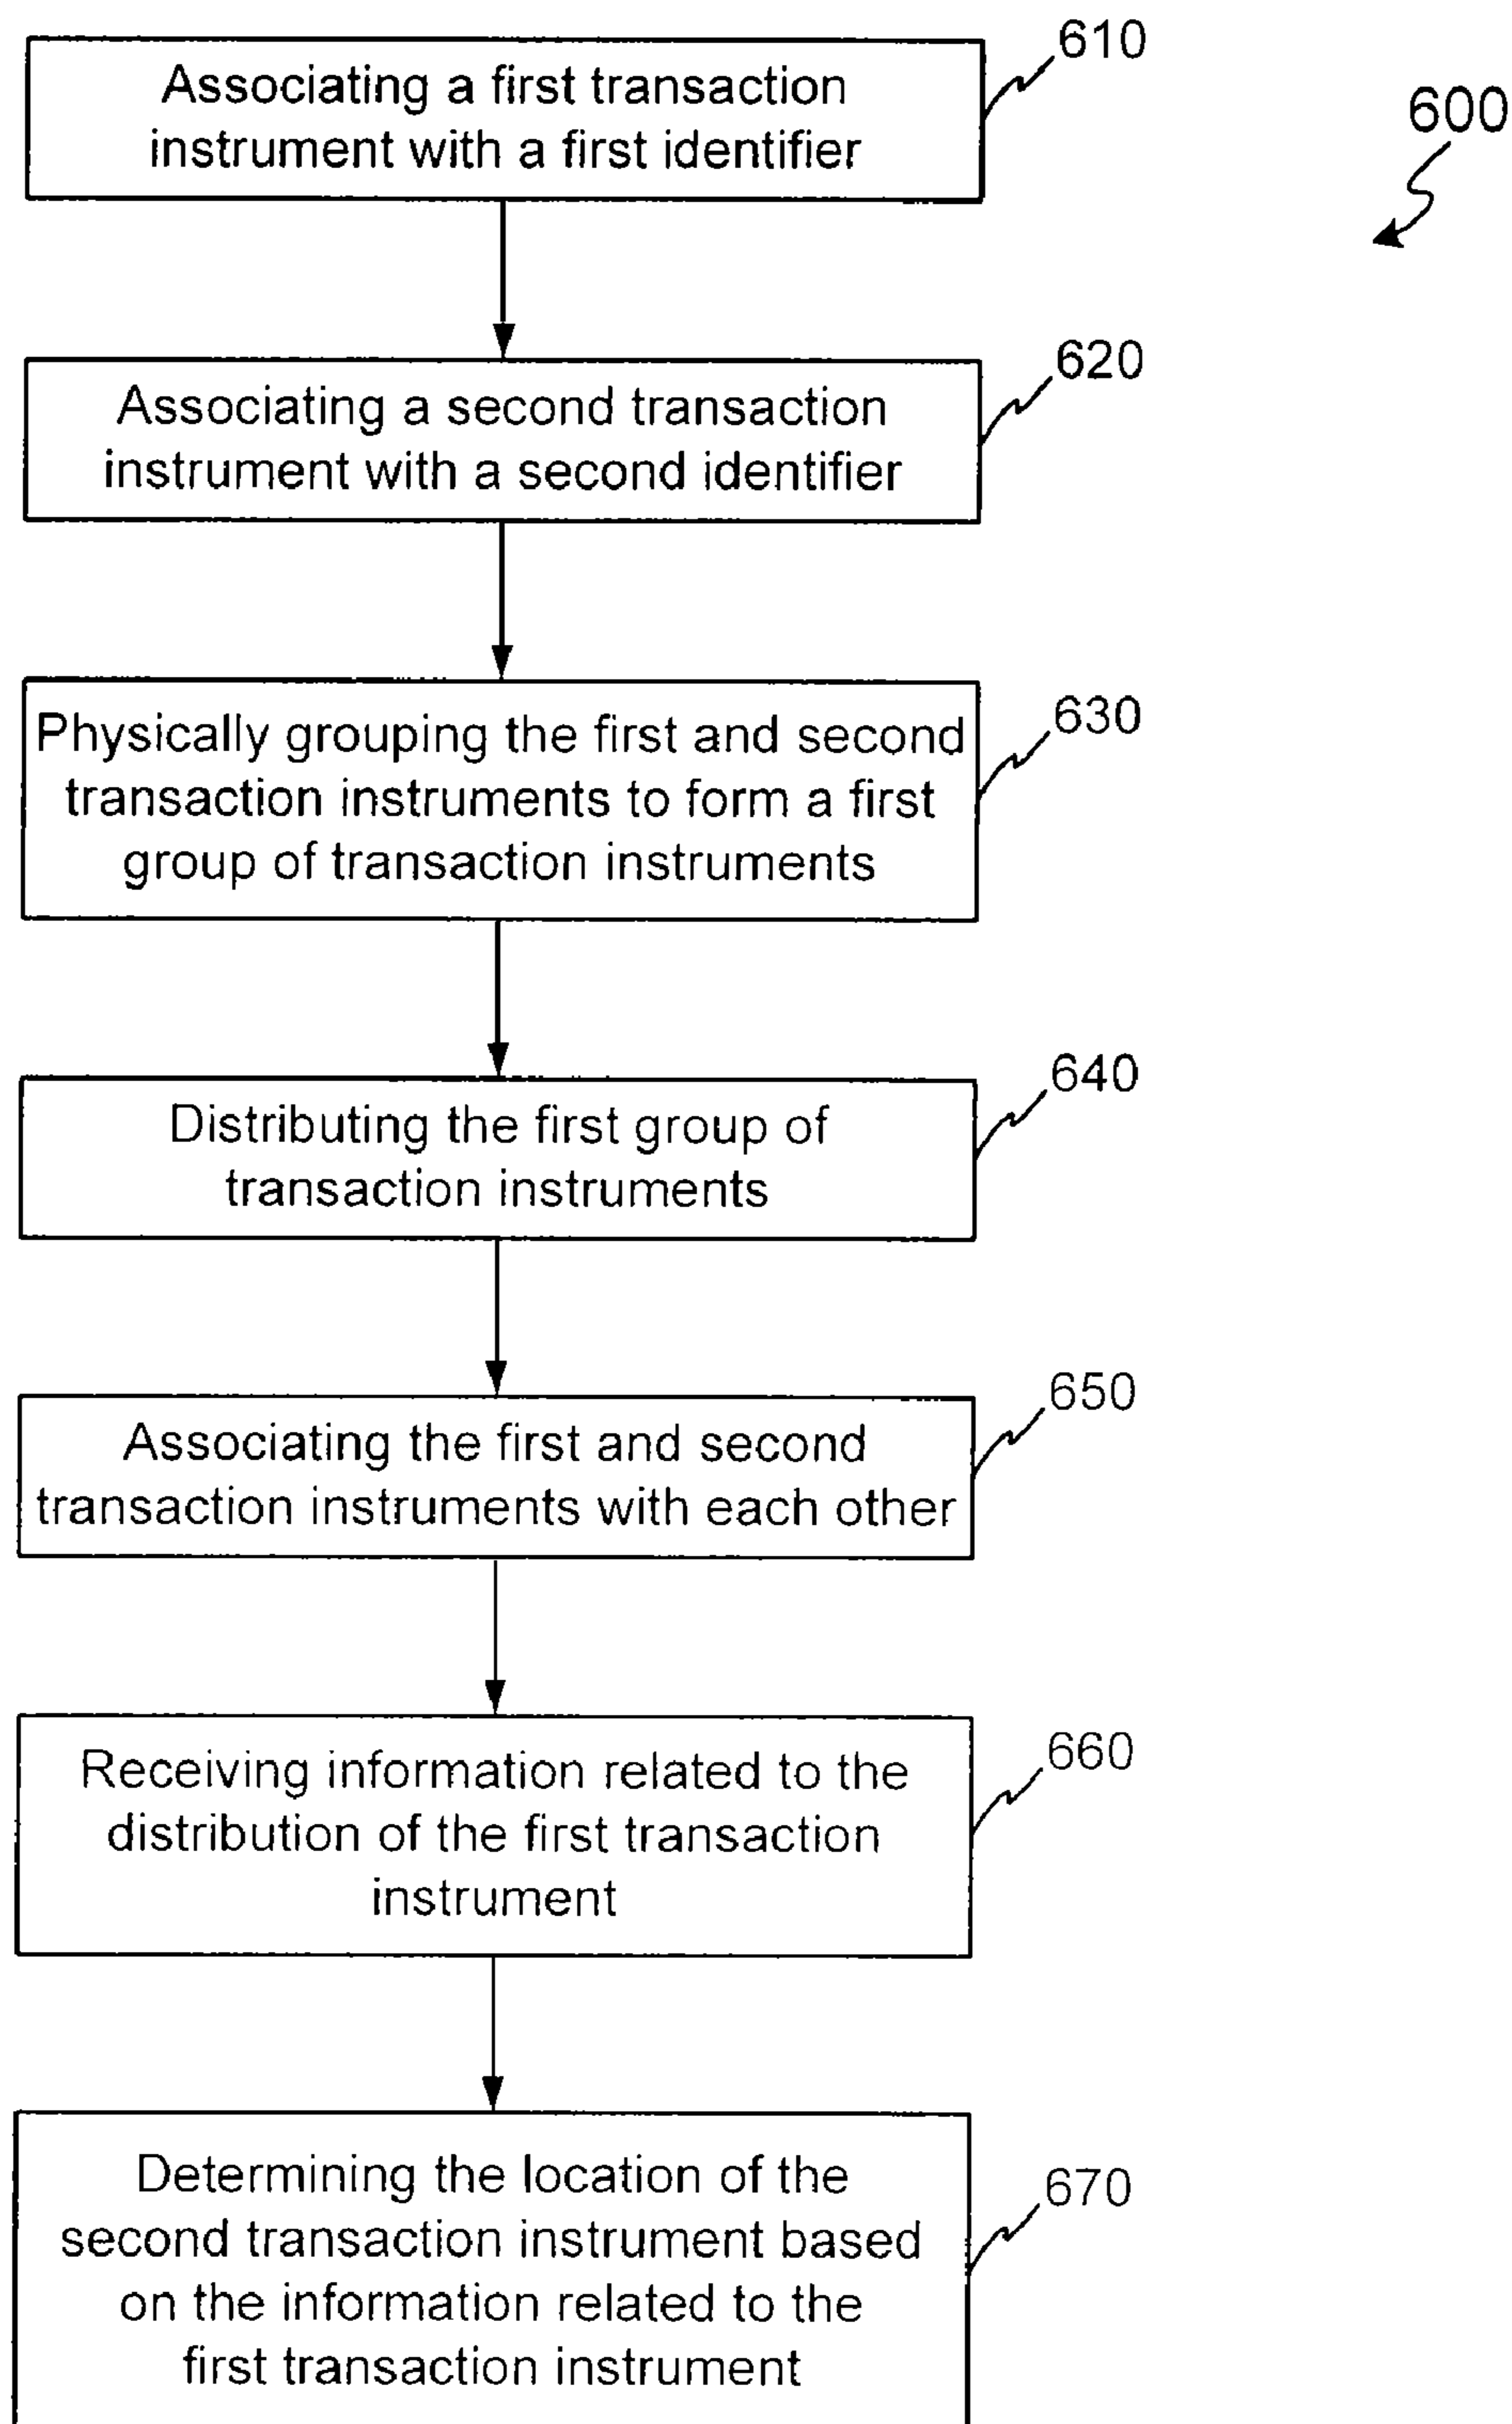 610
Associating a first transaction
instrument with a first identifier
600
620
Associating a second transaction
instrument with a second identifier
630
Physically grouping the first and second
transaction instruments to form a first
group of transaction instruments
640
Distributing the first group of
transaction instruments
650
Associating the first and second
transaction instruments with each other
660
Receiving information related to the
distribution of the first transaction
instrument
670
Determining the location of the
second transaction instrument based
on the information related to the
first transaction instrument